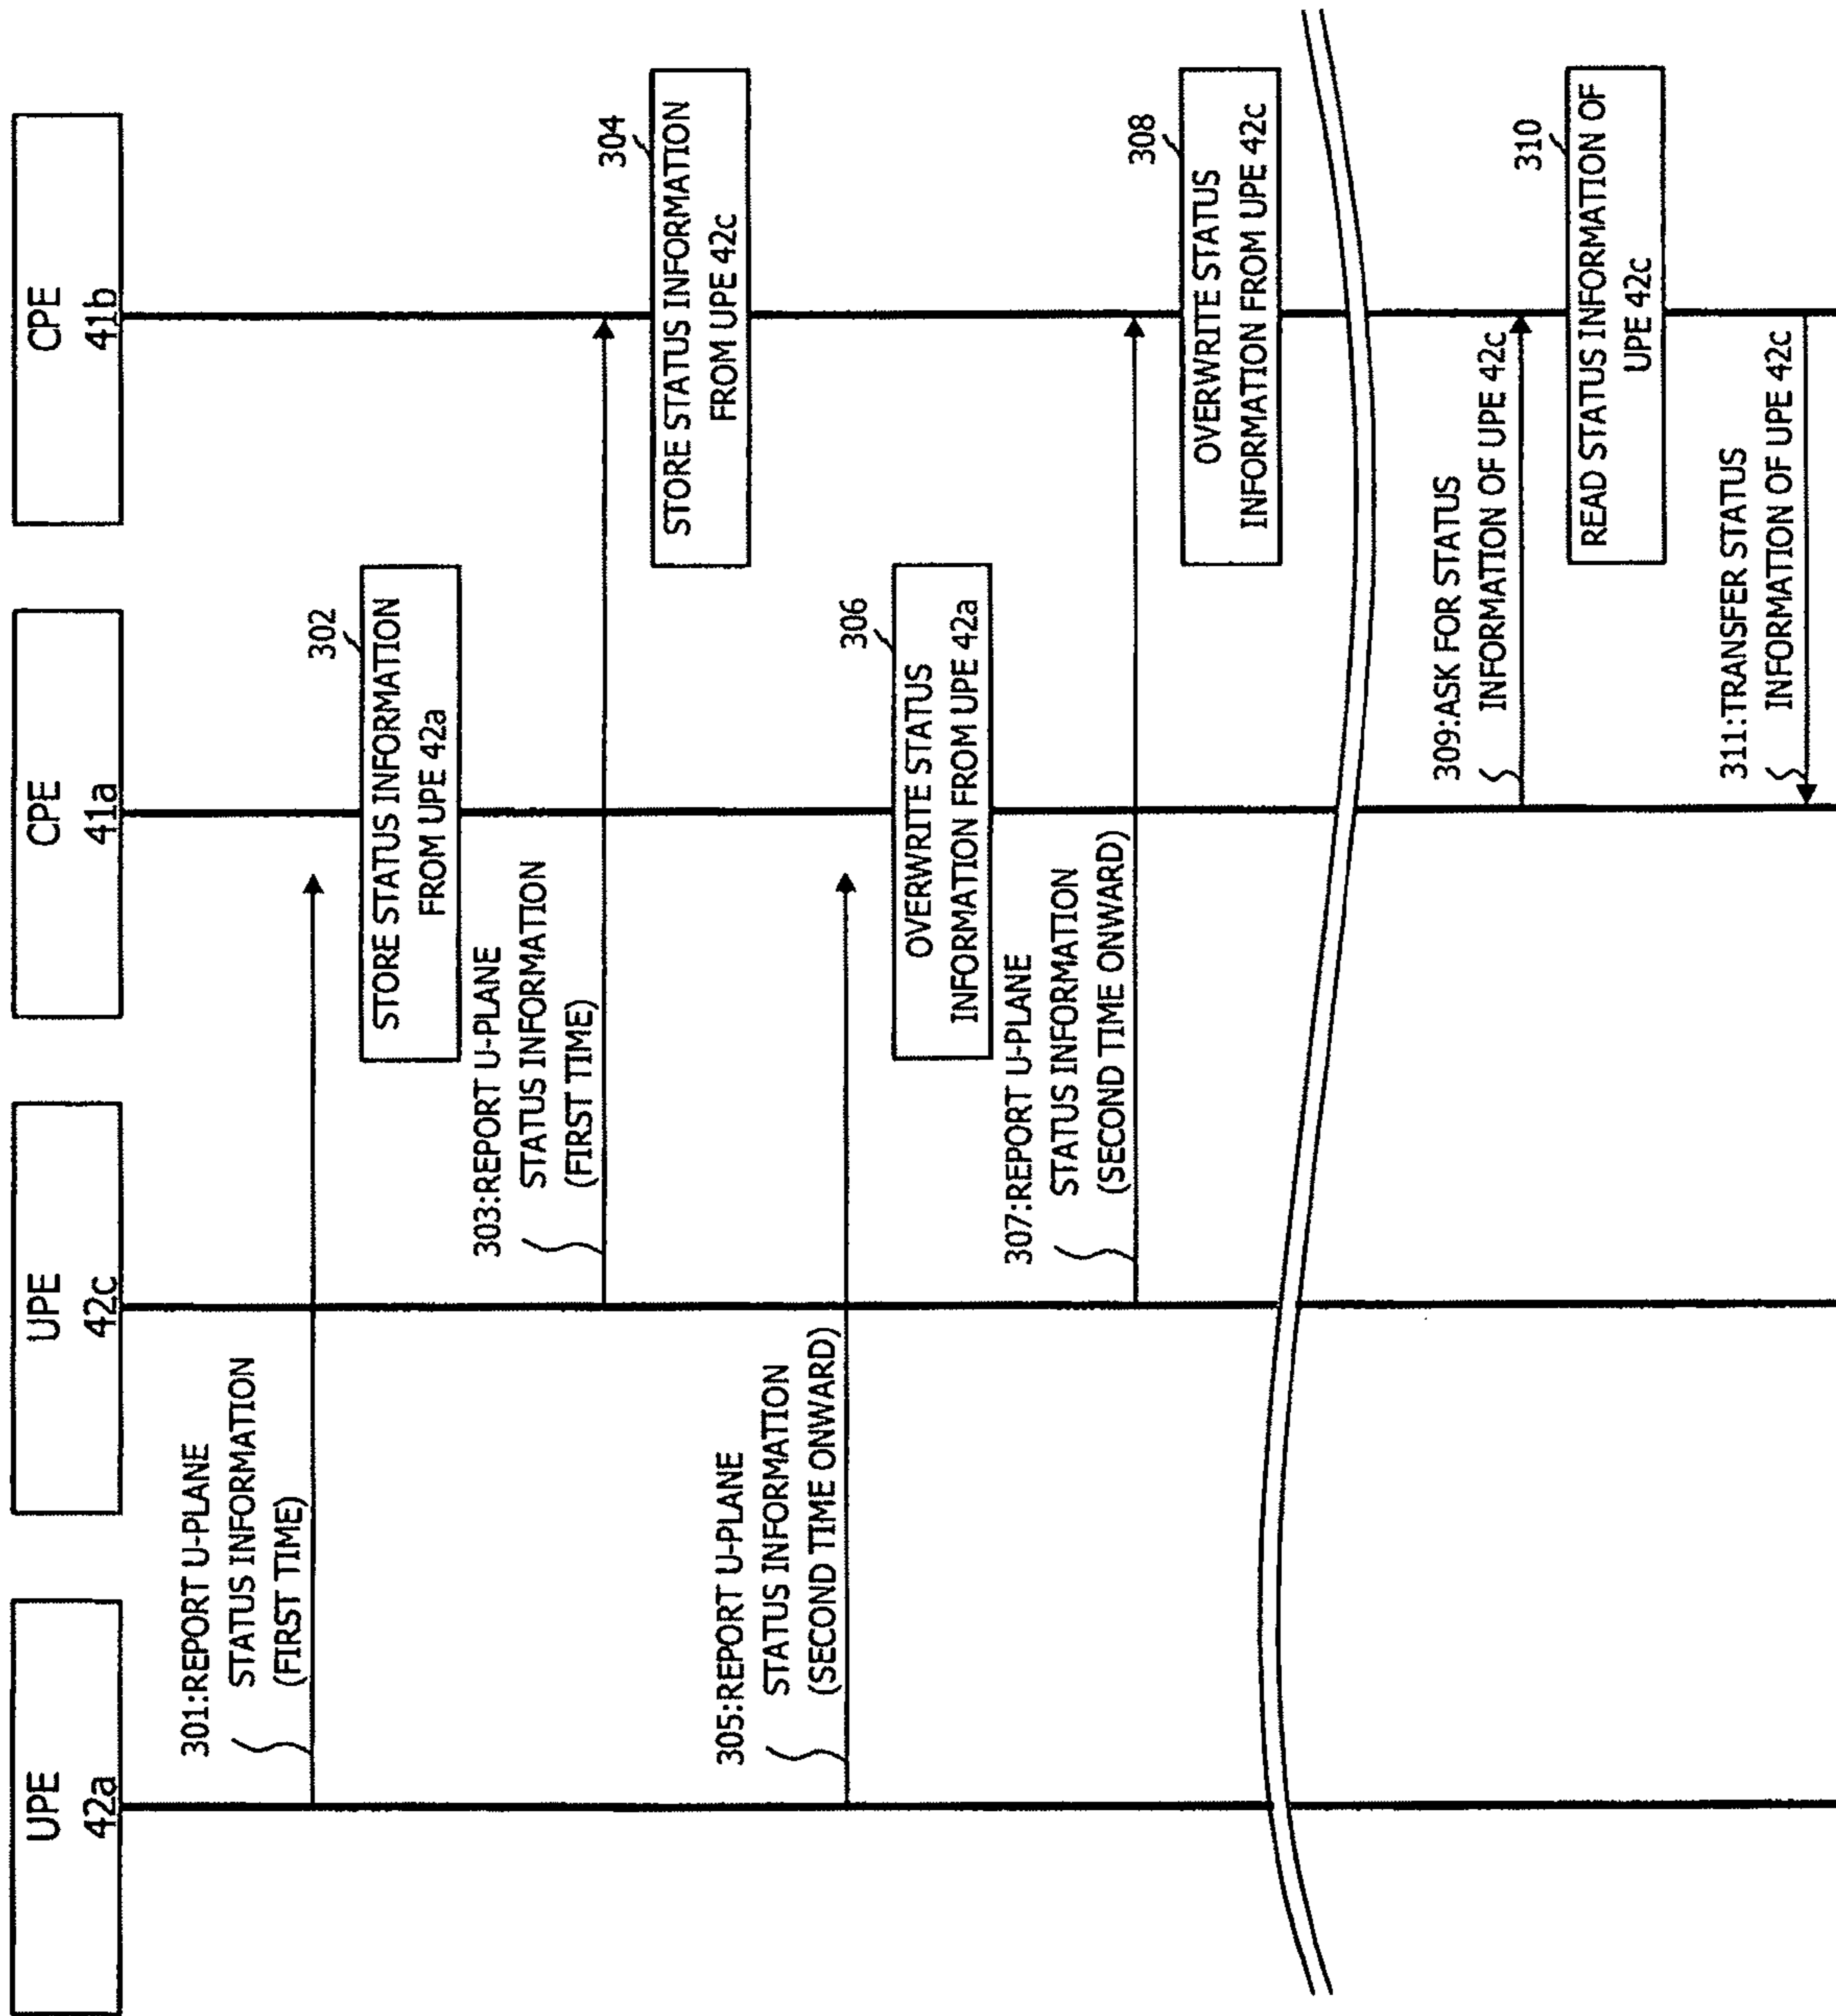 UPE
42a
UPE
42c
CPE
41a
CPE
41b
301:REPORT U-PLANE
STATUS INFORMATION
(FIRST TIME)
302
STORE STATUS INFORMATION
FROM UPE 42a
303:REPORT U-PLANE
STATUS INFORMATION
(FIRST TIME)
304
STORE STATUS INFORMATION
FROM UPE 42c
305:REPORT U-PLANE
STATUS INFORMATION
(SECOND TIME ONWARD)
306
OVERWRITE STATUS
INFORMATION FROM UPE 42a
307:REPORT U-PLANE
STATUS INFORMATION
(SECOND TIME ONWARD)
308
OVERWRITE STATUS
INFORMATION FROM UPE 42c
309:ASK FOR STATUS
INFORMATION OF UPE 42c
310
READ STATUS INFORMATION OF
UPE 42c
311:TRANSFER STATUS
INFORMATION OF UPE 42c